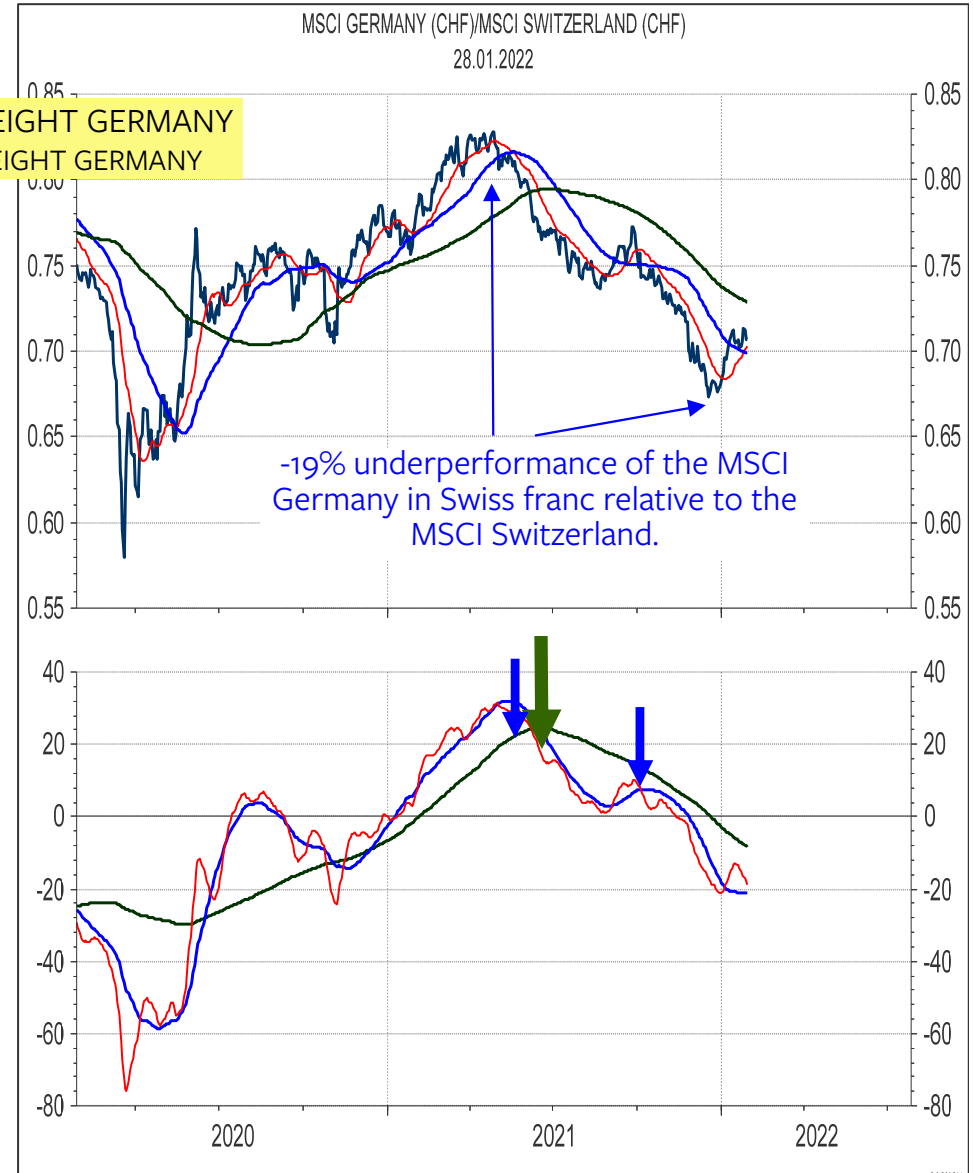 MSCI GERMANY (CHF)/MSCI SWITZERLAND (CHF)
28.01.2022
0.85 0.85
EIGHT GERMANY
EIGHT GERMANY
0.80 0.80
0.75 0.75
0.70 0.70
0.65 0.65
-19% underperformance of the MSCI
Germany in Swiss franc relative to the
MSCI Switzerland.
0.60 0.60
0.55 0.55
40 40
20 20
0 0
-20 -20
-40 -40
-60 -60
-80 -80
2020 2021 2022